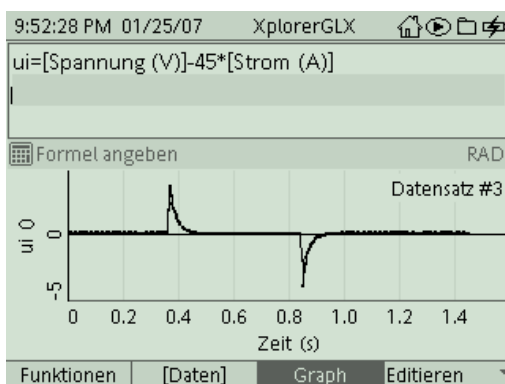 9:52:28 PM 01/25/07 XplorerGLX
ui=[Spannung (V)]-45*[Strom (A)]
Formel angeben RAD
Datensatz #3
ui 0
0
-5
0 0.2 0.4 0.6 0.8 1.0 1.2 1.4
Zeit (s)
Funktionen [Daten] Graph Editieren